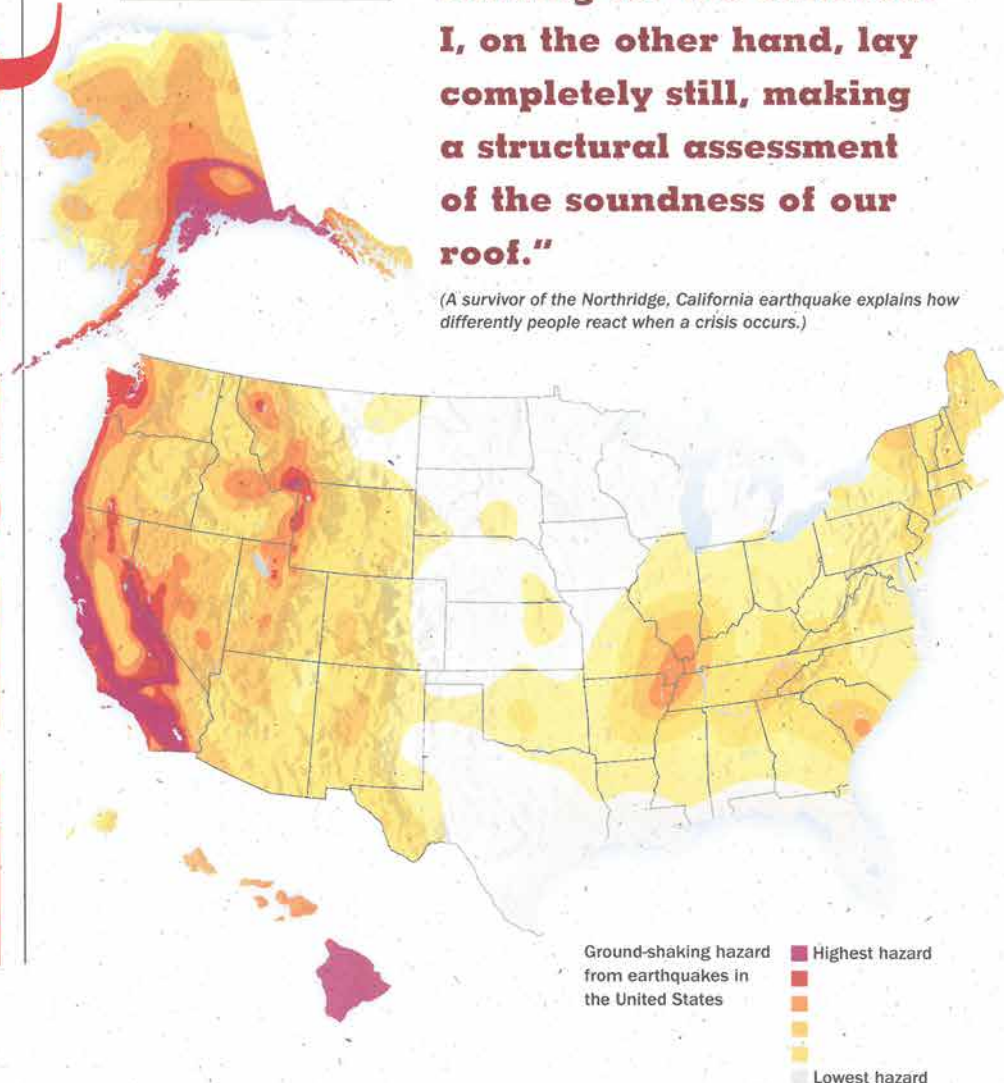 I, on the other hand, lay
completely still, making
a structural assessment
of the soundness of our
roof."
(A survivor of the Northridge, California earthquake explains how
differently people react when a crisis occurs.)
Ground-shaking hazard
from earthquakes in
the United States
Highest hazard
Lowest hazard